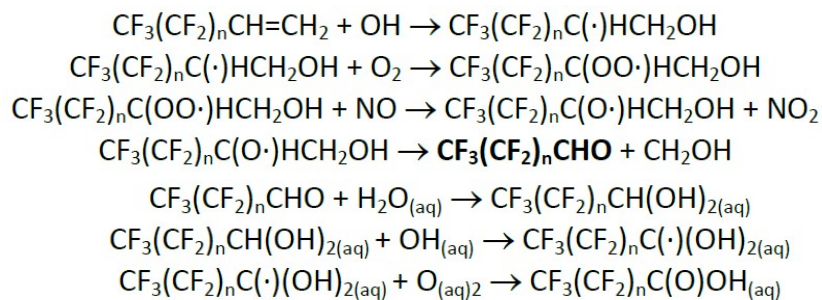 CF₃(CF₂)ₙCH=CH₂ + OH → CF₃(CF₂)ₙC(·)HCH₂OH
CF₃(CF₂)ₙC(·)HCH₂OH + O₂ → CF₃(CF₂)ₙC(OO·)HCH₂OH
CF₃(CF₂)ₙC(OO·)HCH₂OH + NO → CF₃(CF₂)ₙC(O·)HCH₂OH + NO₂
CF₃(CF₂)ₙC(O·)HCH₂OH → CF₃(CF₂)ₙCHO + CH₂OH
CF₃(CF₂)ₙCHO + H₂O₍ₐq₎ → CF₃(CF₂)ₙCH(OH)₂₍ₐq₎
CF₃(CF₂)ₙCH(OH)₂₍ₐq₎ + OH₍ₐq₎ → CF₃(CF₂)ₙC(·)(OH)₂₍ₐq₎
CF₃(CF₂)ₙC(·)(OH)₂₍ₐq₎ + O₍ₐq₎₂ → CF₃(CF₂)ₙC(O)OH₍ₐq₎